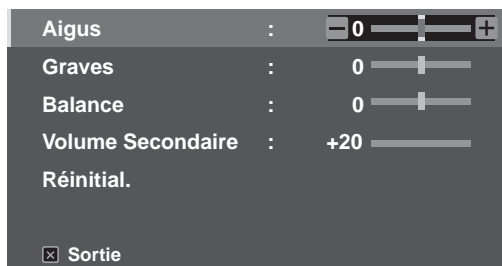 Aigus : 0
Graves : 0
Balance : 0
Volume Secondaire : +20
Réinitial.
Sortie